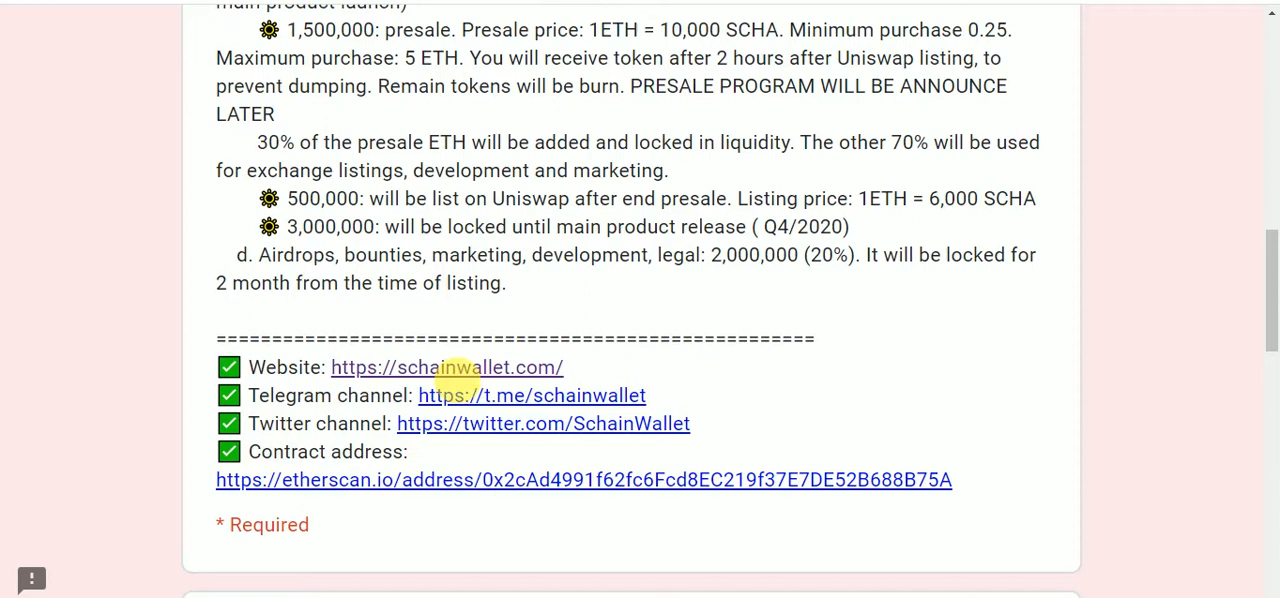 main product launch)
1,500,000: presale. Presale price: 1ETH = 10,000 SCHA. Minimum purchase 0.25.
Maximum purchase: 5 ETH. You will receive token after 2 hours after Uniswap listing, to
prevent dumping. Remain tokens will be burn. PRESALE PROGRAM WILL BE ANNOUNCE
LATER
30% of the presale ETH will be added and locked in liquidity. The other 70% will be used
for exchange listings, development and marketing.
500,000: will be list on Uniswap after end presale. Listing price: 1ETH = 6,000 SCHA
3,000,000: will be locked until main product release ( Q4/2020)
d. Airdrops, bounties, marketing, development, legal: 2,000,000 (20%). It will be locked for
2 month from the time of listing.
======================================================
✅ Website: https://schainwallet.com/
✅ Telegram channel: https://t.me/schainwallet
✅ Twitter channel: https://twitter.com/SchainWallet
✅ Contract address:
https://etherscan.io/address/0x2cAd4991f62fc6Fcd8EC219f37E7DE52B688B75A
* Required